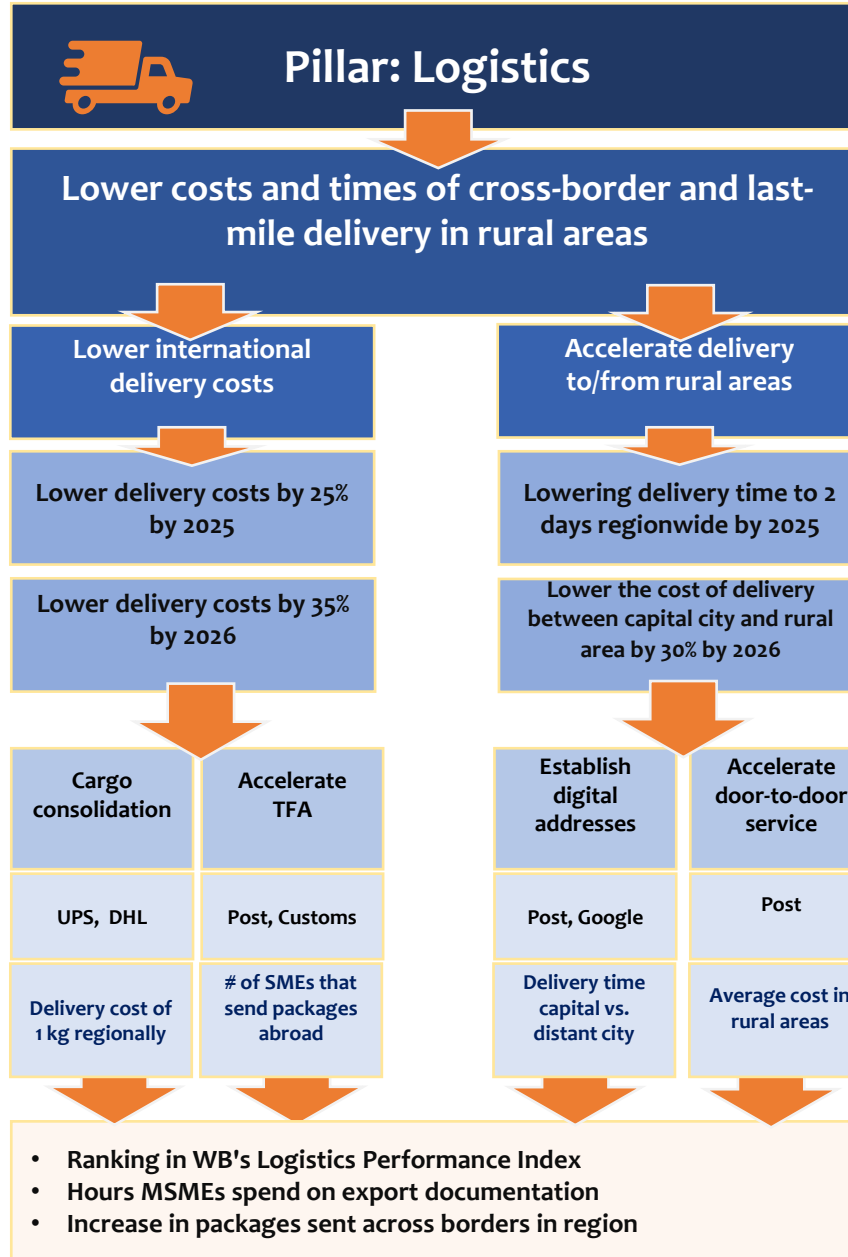 Pillar: Logistics
Lower costs and times of cross-border and last-
mile delivery in rural areas
Lower international
delivery costs
Accelerate delivery
to/from rural areas
Lower delivery costs by 25%
by 2025
Lowering delivery time to 2
days regionwide by 2025
Lower delivery costs by 35%
by 2026
Lower the cost of delivery
between capital city and rural
area by 30% by 2026
Cargo
consolidation
Accelerate
TFA
Establish
digital
addresses
Accelerate
door-to-door
service
UPS, DHL
Post, Customs
Post, Google
Post
Delivery cost of
1 kg regionally
# of SMEs that
send packages
abroad
Delivery time
capital vs.
distant city
Average cost in
rural areas
• Ranking in WB's Logistics Performance Index
• Hours MSMEs spend on export documentation
• Increase in packages sent across borders in region